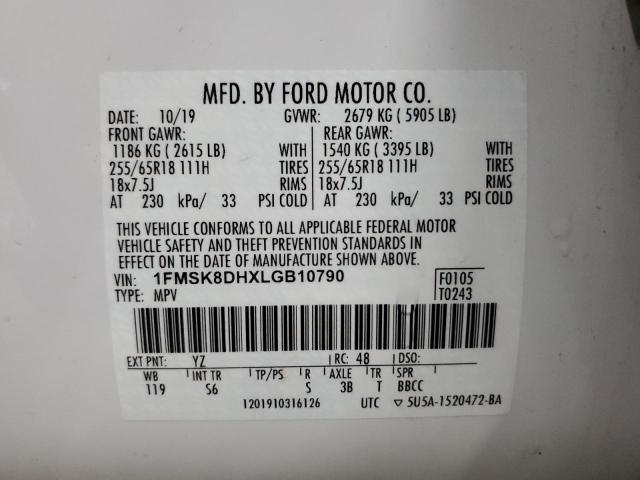 MFD. BY FORD MOTOR CO.
DATE: 10/19 GVWR: 2679 KG ( 5905 LB)
FRONT GAWR: REAR GAWR:
1186 KG ( 2615 LB) WITH 1540 KG ( 3395 LB) WITH
255/65R18 111H TIRES 255/65R18 111H TIRES
18x7.5J RIMS 18x7.5J RIMS
AT 230 kPa/ 33 PSI COLD AT 230 kPa/ 33 PSI COLD
THIS VEHICLE CONFORMS TO ALL APPLICABLE FEDERAL MOTOR
VEHICLE SAFETY AND THEFT PREVENTION STANDARDS IN
EFFECT ON THE DATE OF MANUFACTURE SHOWN ABOVE.
VIN: 1FMSK8DHXLGB10790 F0105
TYPE: MPV T0243
EXT PNT: YZ RC: 48 DSO:
WB INT TR TP/PS R AXLE TR SPR
119 S6 S 3B T BBCC
1201910316126 UTC ▽ 5U5A-1520472-BA